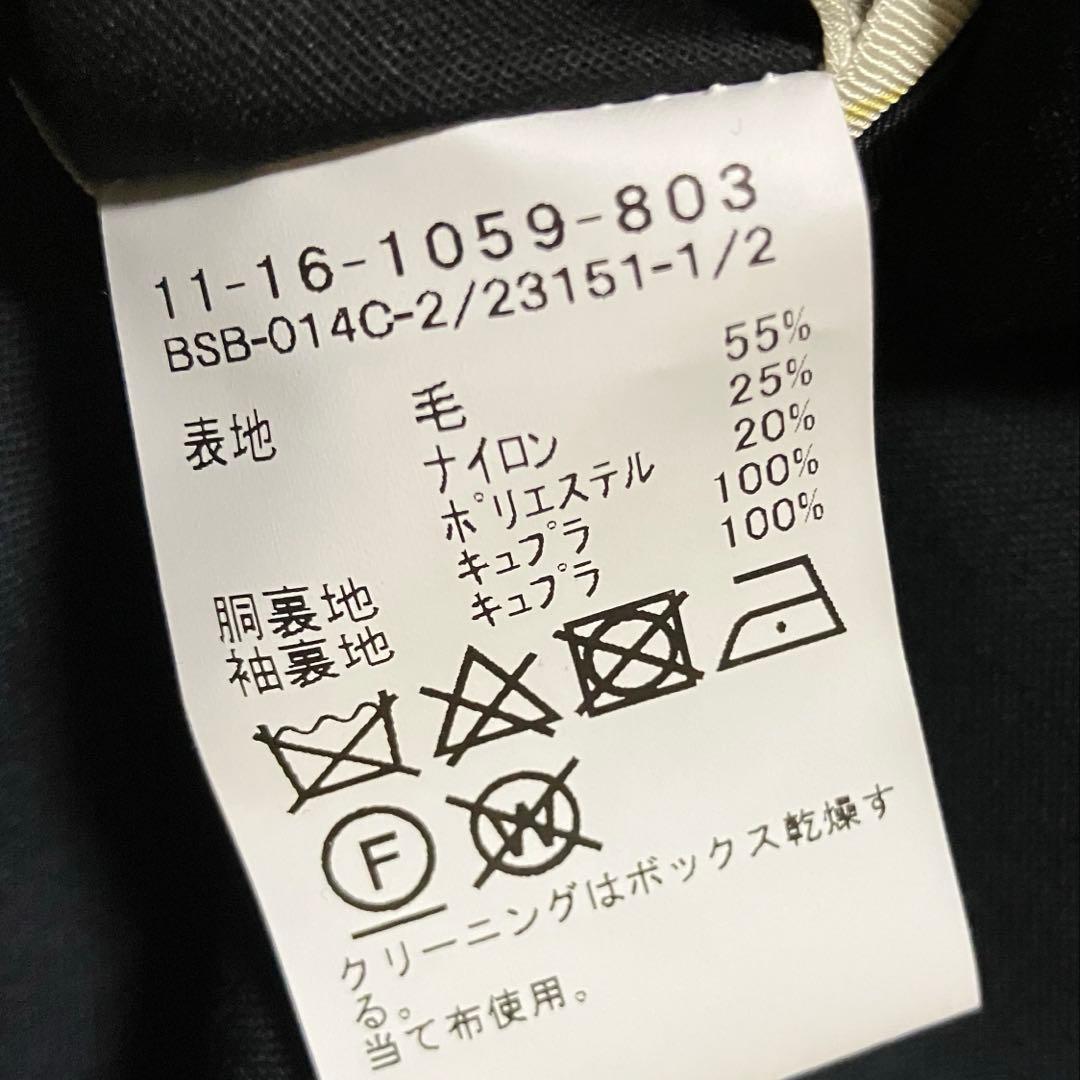 11-16-1059-803
BSB-014C-2/23151-1/2
表地 毛 55%
ナイロン 25%
ポリエステル 20%
胴裏地 キュプラ 100%
袖裏地 キュプラ 100%
F W
クリーニングはボックス乾燥す
る。
当て布使用。